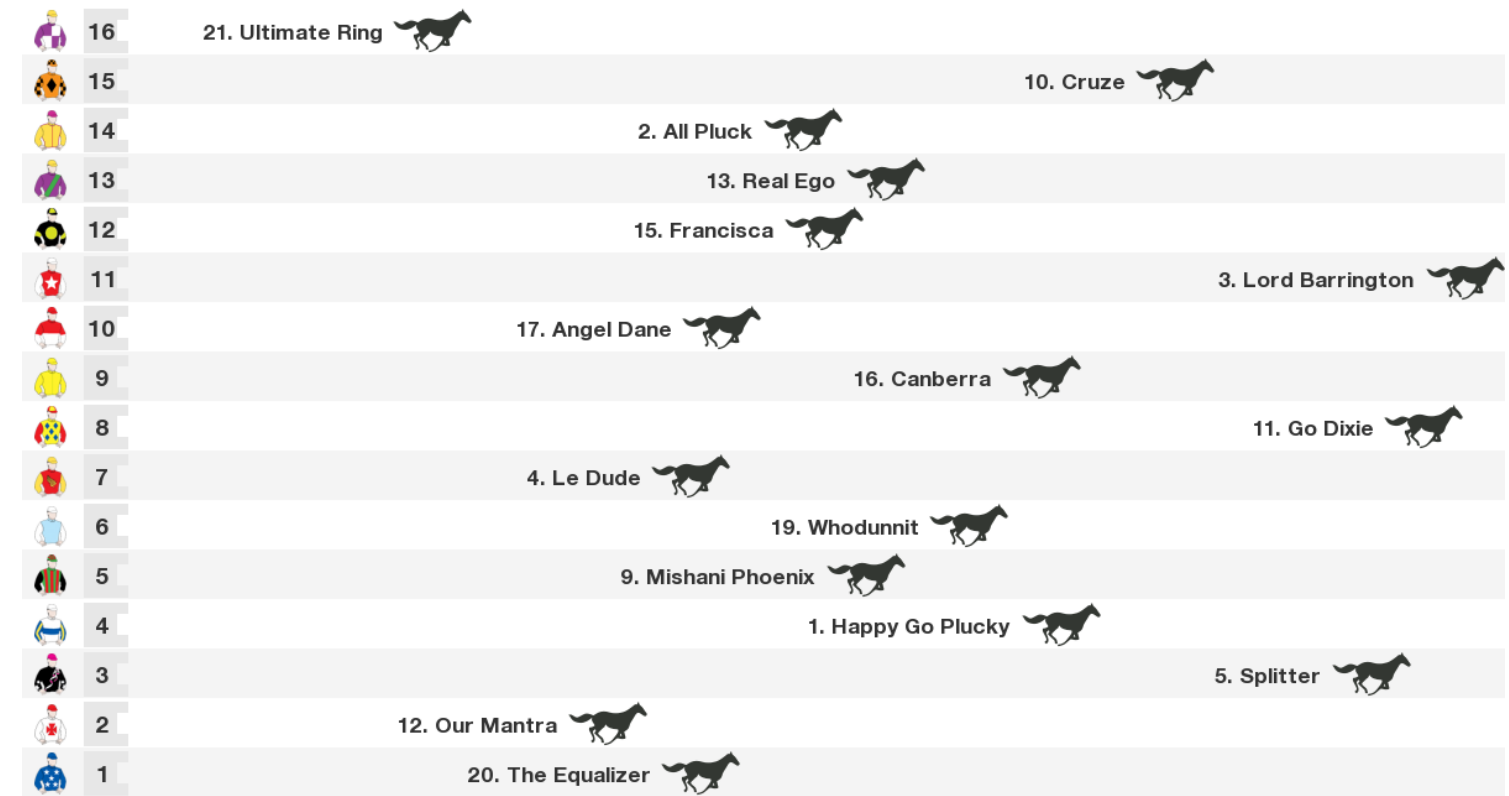 16 21. Ultimate Ring
15 10. Cruze
14 2. All Pluck
13 13. Real Ego
12 15. Francisca
11 3. Lord Barrington
10 17. Angel Dane
9 16. Canberra
8 11. Go Dixie
7 4. Le Dude
6 19. Whodunnit
5 9. Mishani Phoenix
4 1. Happy Go Plucky
3 5. Splitter
2 12. Our Mantra
1 20. The Equalizer